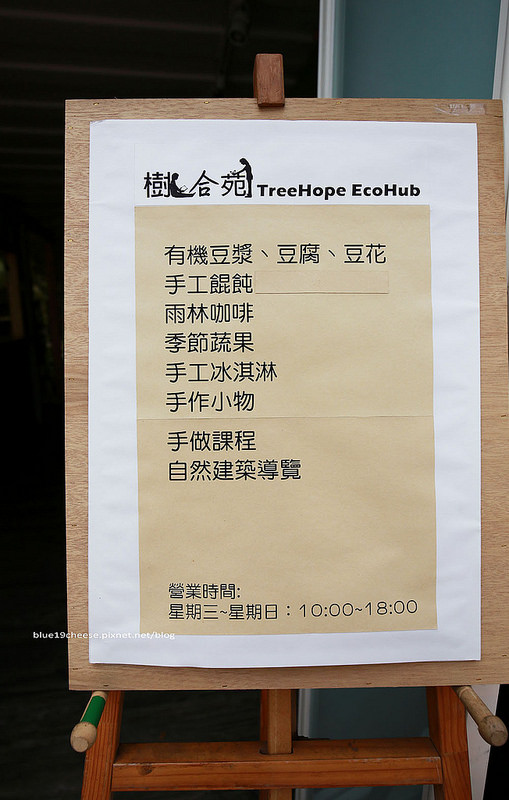 樹合苑 TreeHope EcoHub
有機豆漿、豆腐、豆花
手工餛飩
雨林咖啡
季節蔬果
手工冰淇淋
手作小物
手做課程
自然建築導覽
營業時間:
星期三~星期日：10:00~18:00
blue19cheese.pixnet.net/blog